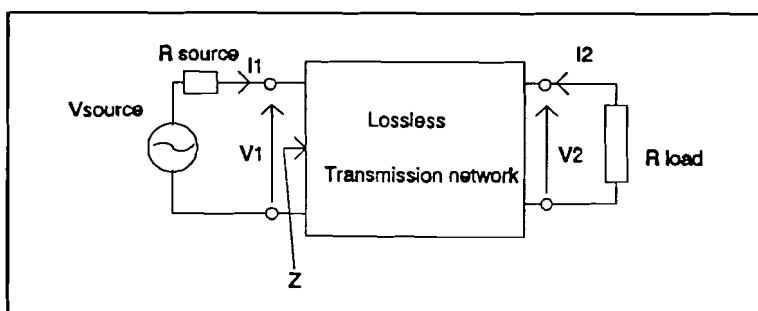 R source
I1
I2
Vsource
Lossless
V1
V2
R load
Transmission network
Z